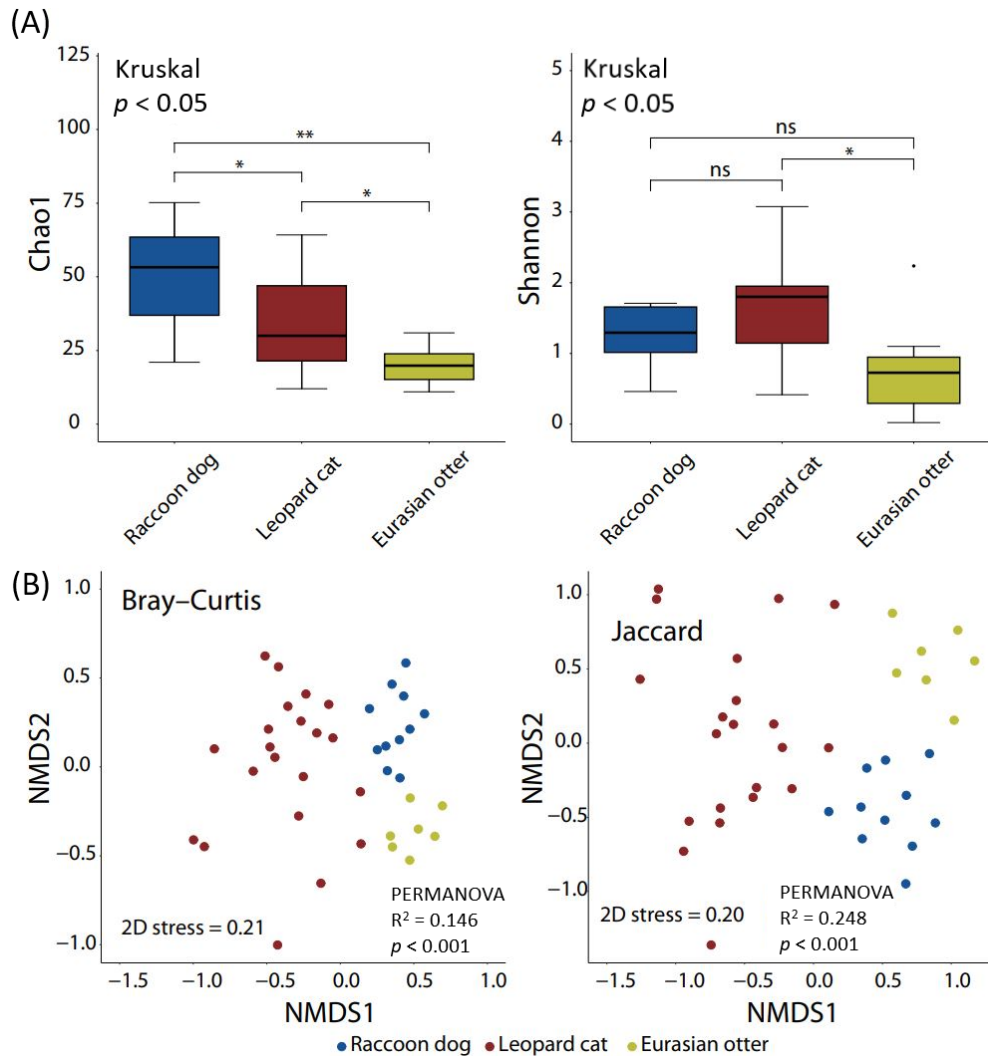 (A)
Kruskal
p < 0.05
**
*
*
125
100
75
50
25
0
Chao1
Raccoon dog
Leopard cat
Eurasian otter
Kruskal
p < 0.05
ns
ns
*
5
4
3
2
1
0
Shannon
Raccoon dog
Leopard cat
Eurasian otter
(B)
Bray–Curtis
1.0
0.5
0.0
−0.5
−1.0
NMDS2
2D stress = 0.21
PERMANOVA
R² = 0.146
p < 0.001
−1.5 −1.0 −0.5 0.0 0.5 1.0
NMDS1
Jaccard
1.0
0.5
0.0
−0.5
−1.0
NMDS2
2D stress = 0.20
PERMANOVA
R² = 0.248
p < 0.001
−1.5 −1.0 −0.5 0.0 0.5 1.0
NMDS1
Raccoon dog Leopard cat Eurasian otter